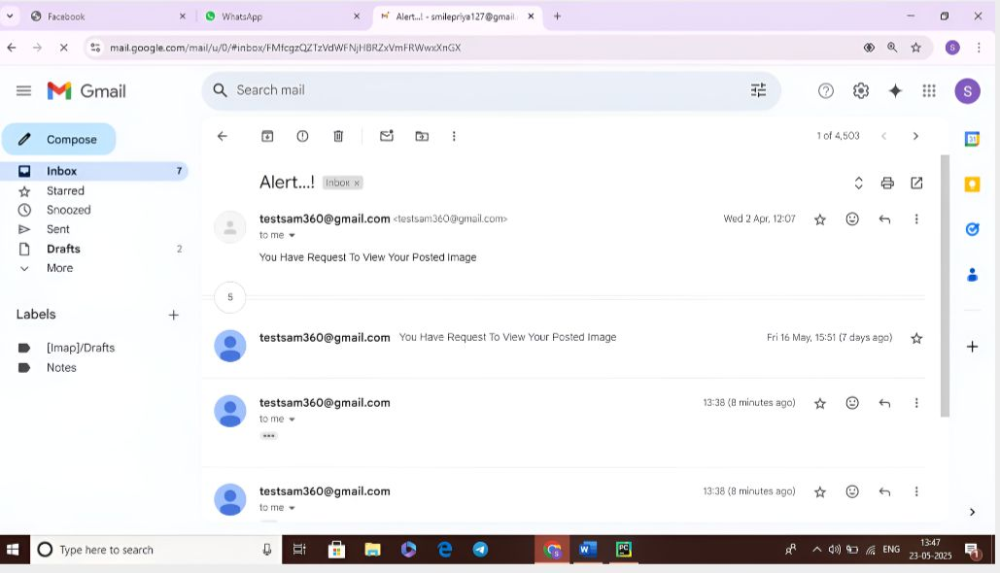 Facebook
WhatsApp
Alert...! - smilepriya127@gmail.
mail.google.com/mail/u/0/#inbox/FMfcgzQZTzVdWFNjHBRZxVmFRWwxXnGX
S
Gmail
Search mail
S
Compose
1 of 4,503
Inbox 7
Starred
Snoozed
Sent
Drafts 2
More
Labels
[Imap]/Drafts
Notes
Alert...! Inbox x
testsam360@gmail.com <testsam360@gmail.com> Wed 2 Apr, 12:07
to me
You Have Request To View Your Posted Image
5
testsam360@gmail.com You Have Request To View Your Posted Image Fri 16 May, 15:51 (7 days ago)
testsam360@gmail.com 13:38 (8 minutes ago)
to me
testsam360@gmail.com 13:38 (8 minutes ago)
to me
31
Type here to search
S
W
PC
ENG
13:47
23-05-2025
1